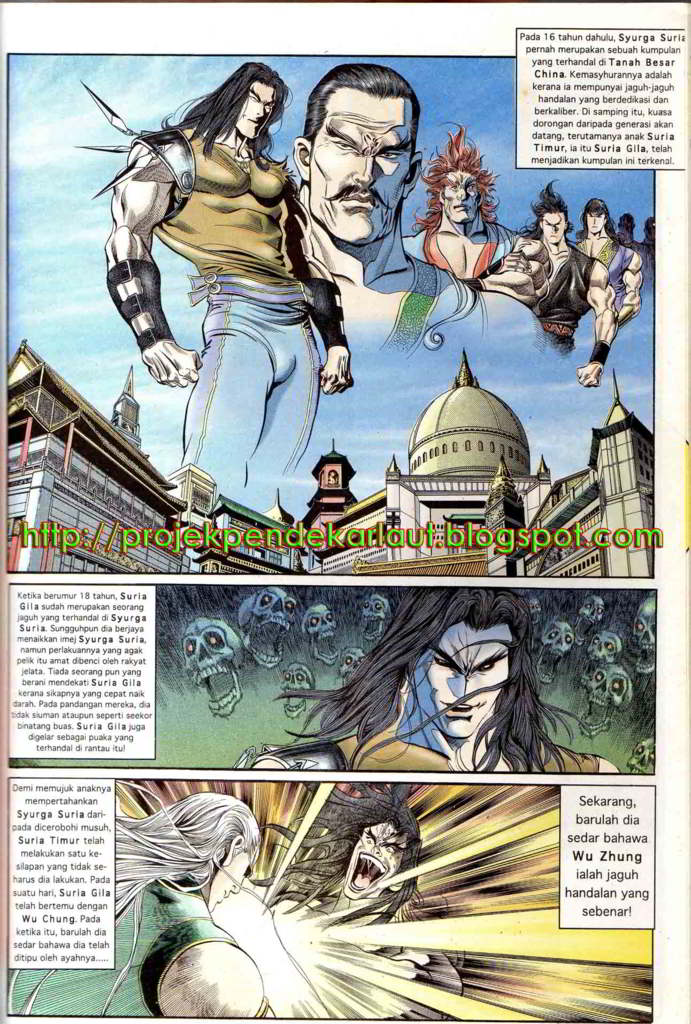 Pada 16 tahun dahulu, Syurga Suria
pernah merupakan sebuah kumpulan
yang terhandal di Tanah Besar
China. Kemasyhurannya adalah
kerana ia mempunyai jaguh-jaguh
handalan yang berdedikasi dan
berkaliber. Di samping itu, kuasa
dorongan daripada generasi akan
datang, terutamanya anak Suria
Timur, ia itu Suria Gila, telah
menjadikan kumpulan ini terkenal.
http://projekpendekarlaut.blogspot.com
Ketika berumur 18 tahun, Suria
Gila sudah merupakan seorang
jaguh yang terhandal di Syurga
Suria. Sungguhpun dia berjaya
menaikkan imej Syurga Suria,
namun perlakuannya yang agak
pelik itu amat dibenci oleh rakyat
jelata. Tiada seorang pun yang
berani mendekati Suria Gila
kerana sikapnya yang cepat naik
darah. Pada pandangan mereka, dia
tidak siuman ataupun seperti seekor
binatang buas. Suria Gila juga
digelar sebagai puaka yang
terhandal di rantau itu!
Demi memujuk anaknya
mempertahankan
Syurga Suria dari-
pada dicerobohi musuh,
Suria Timur telah
melakukan satu ke-
silapan yang tidak se-
harus dia lakukan. Pada
suatu hari, Suria Gila
telah bertemu dengan
Wu Chung. Pada
ketika itu, barulah dia
sedar bahawa dia telah
ditipu oleh ayahnya.....
Sekarang,
barulah dia
sedar bahawa
Wu Zhung
ialah jaguh
handalan yang
sebenar!